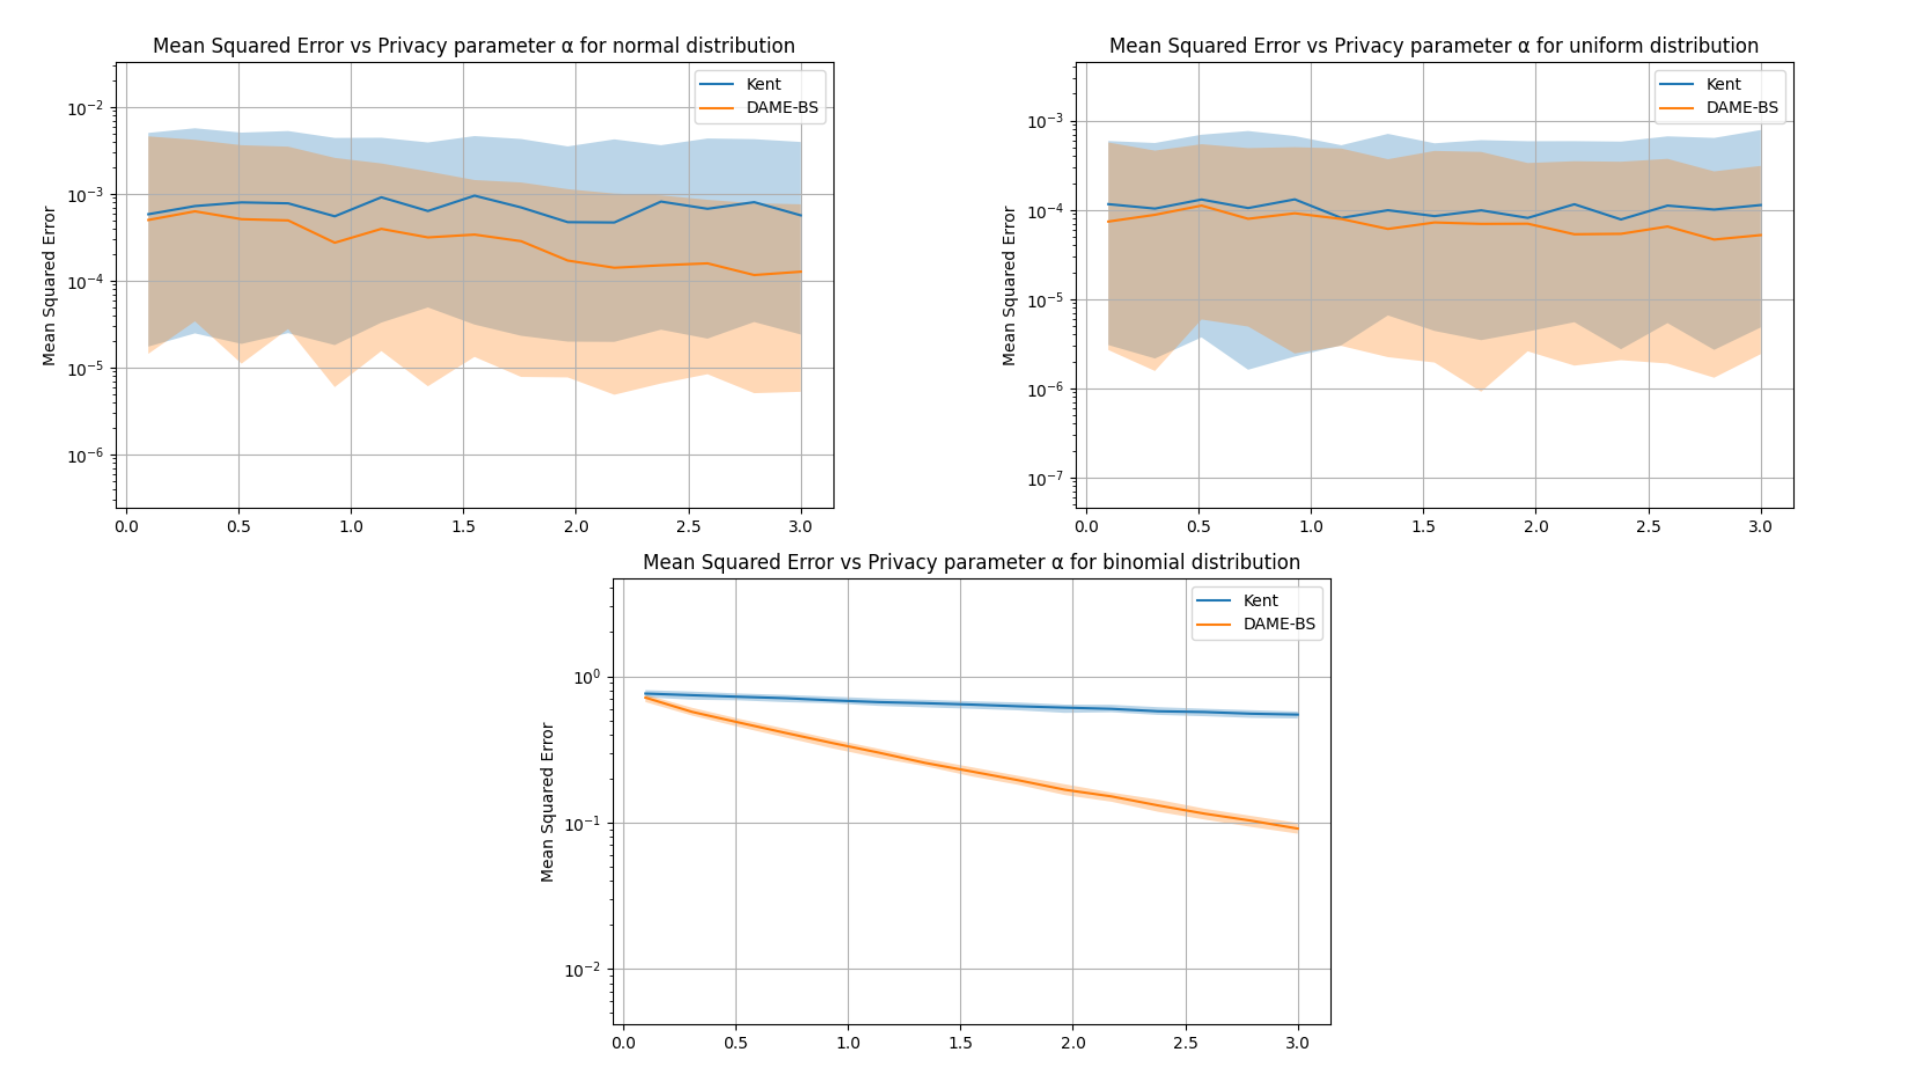 Mean Squared Error vs Privacy parameter α for normal distribution
Kent
DAME-BS
Mean Squared Error
10⁻²
10⁻³
10⁻⁴
10⁻⁵
10⁻⁶
0.0 0.5 1.0 1.5 2.0 2.5 3.0
Mean Squared Error vs Privacy parameter α for uniform distribution
Kent
DAME-BS
Mean Squared Error
10⁻³
10⁻⁴
10⁻⁵
10⁻⁶
10⁻⁷
0.0 0.5 1.0 1.5 2.0 2.5 3.0
Mean Squared Error vs Privacy parameter α for binomial distribution
Kent
DAME-BS
Mean Squared Error
10⁰
10⁻¹
10⁻²
0.0 0.5 1.0 1.5 2.0 2.5 3.0